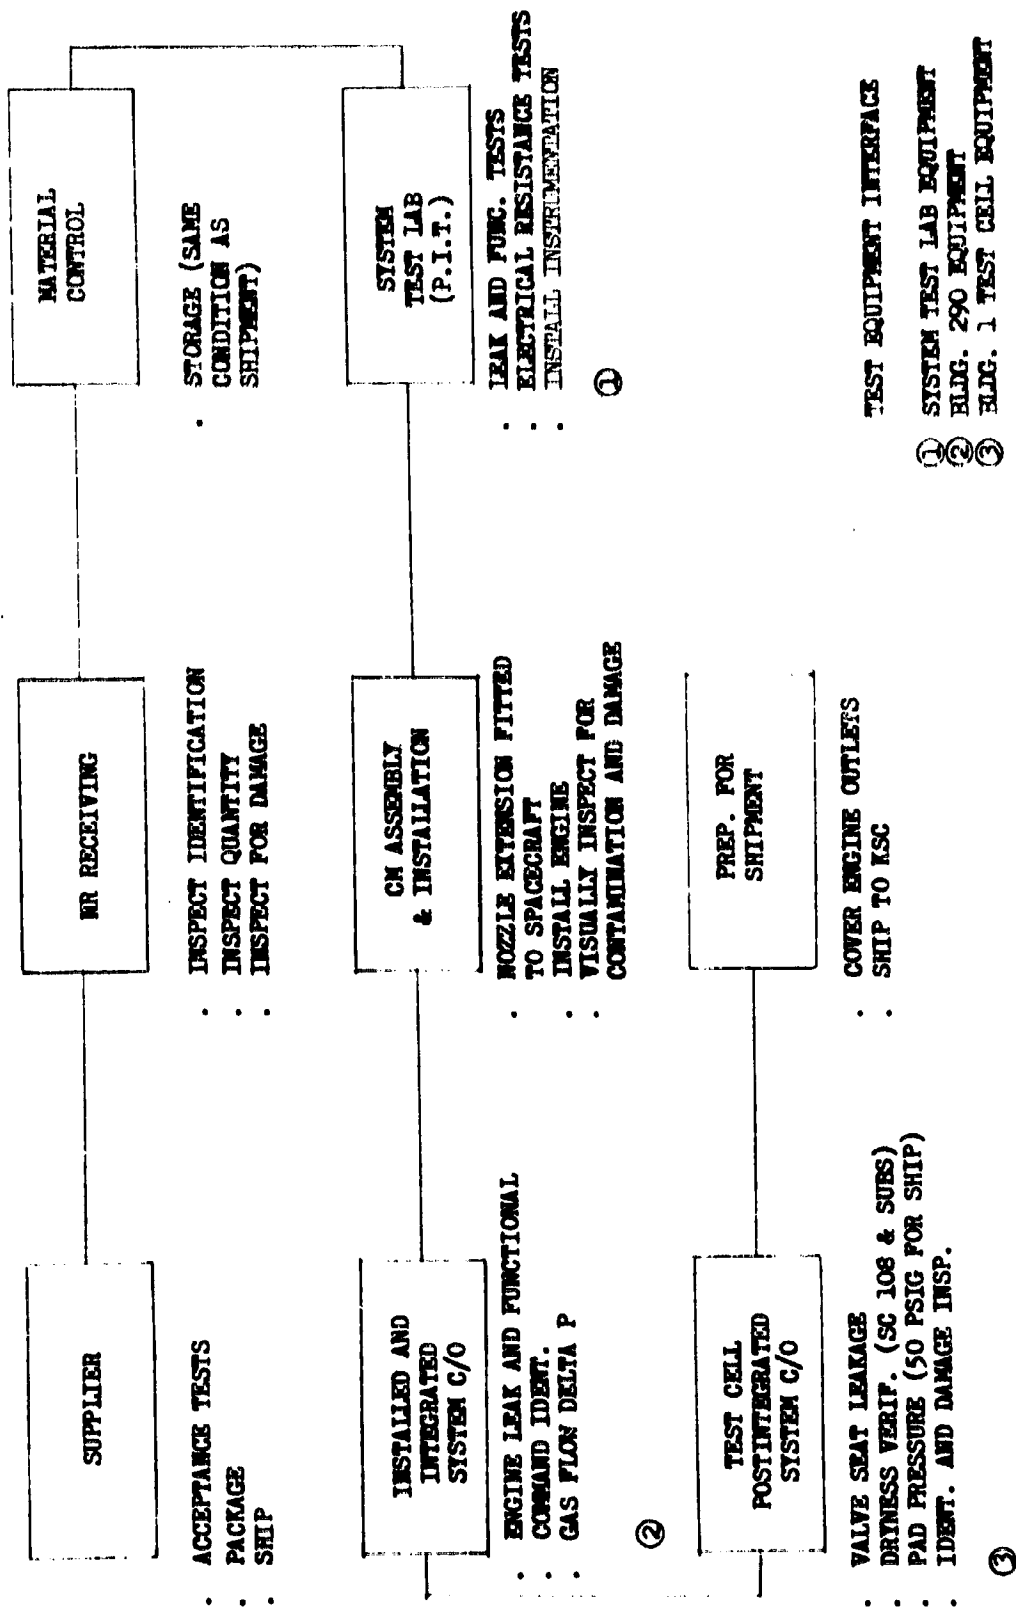 SUPPLIER
· ACCEPTANCE TESTS
· PACKAGE
· SHIP
NR RECEIVING
· INSPECT IDENTIFICATION
· INSPECT QUANTITY
· INSPECT FOR DAMAGE
MATERIAL
CONTROL
· STORAGE (SAME
CONDITION AS
SHIPMENT)
INSTALLED AND
INTEGRATED
SYSTEM C/O
· ENGINE LEAK AND FUNCTIONAL
· COMMAND IDENT.
· GAS FLOW DELTA P
②
CM ASSEMBLY
& INSTALLATION
· NOZZLE EXTENSION FITTED
TO SPACECRAFT
· INSTALL ENGINE
· VISUALLY INSPECT FOR
CONTAMINATION AND DAMAGE
SYSTEM
TEST LAB
(P.I.T.)
· LEAK AND FUNC. TESTS
· ELECTRICAL RESISTANCE TESTS
· INSTALL INSTRUMENTATION
①
TEST CELL
POSTINTEGRATED
SYSTEM C/O
· VALVE SEAT LEAKAGE
· DRYNESS VERIF. (SC 108 & SUBS)
· PAD PRESSURE (50 PSIG FOR SHIP)
· IDENT. AND DAMAGE INSP.
③
PREP. FOR
SHIPMENT
· COVER ENGINE OUTLETS
· SHIP TO KSC
TEST EQUIPMENT INTERFACE
① SYSTEM TEST LAB EQUIPMENT
② BLDG. 290 EQUIPMENT
③ BLDG. 1 TEST CELL EQUIPMENT